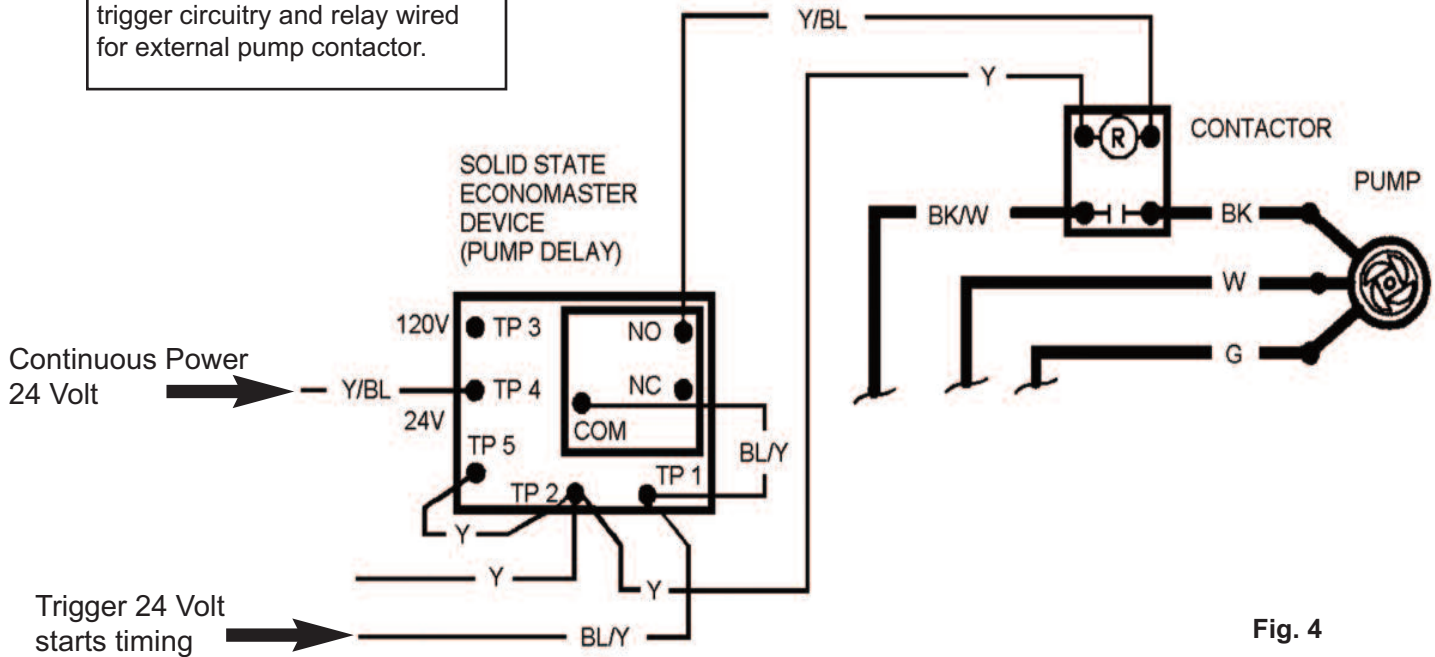 trigger circuitry and relay wired
for external pump contactor.
Y/BL
Y
R
CONTACTOR
SOLID STATE
ECONOMASTER
DEVICE
(PUMP DELAY)
PUMP
BK/W
BK
W
G
120V
TP 3
NO
Continuous Power
24 Volt
Y/BL
TP 4
NC
24V
COM
TP 5
BL/Y
TP 2
TP 1
Y
Y
Y
Trigger 24 Volt
starts timing
BL/Y
Fig. 4